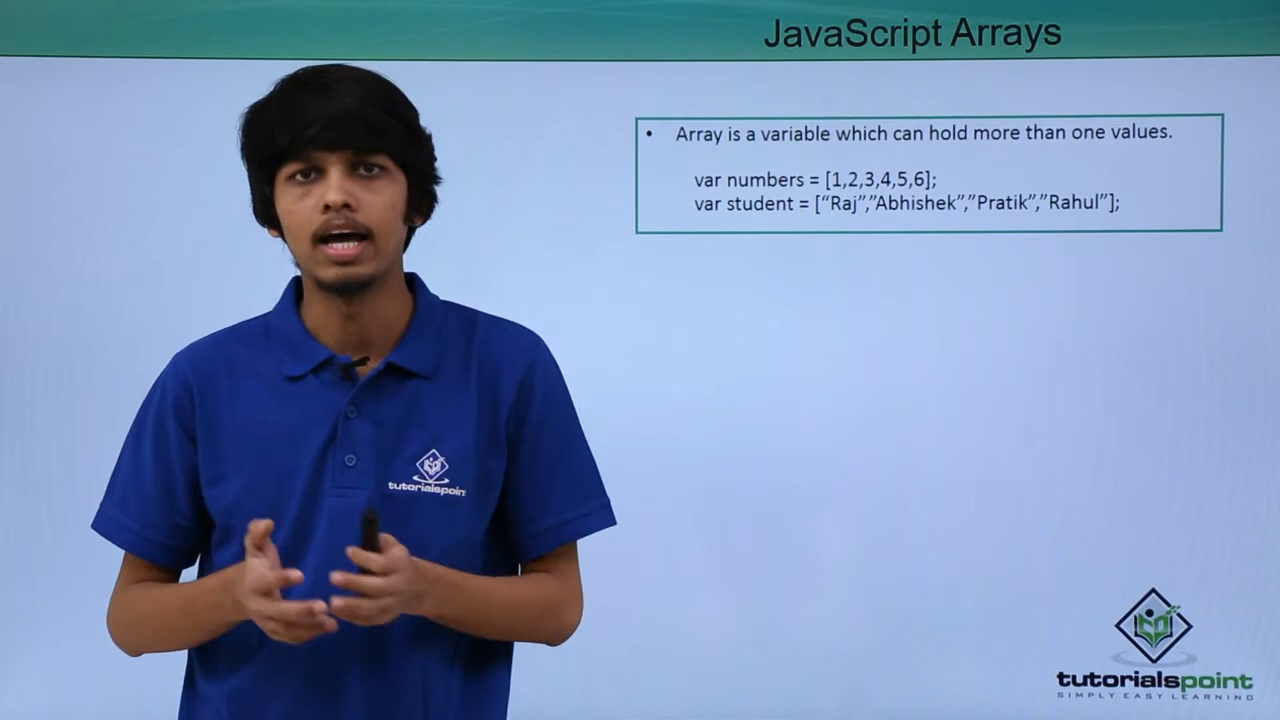 JavaScript Arrays
• Array is a variable which can hold more than one values.
var numbers = [1,2,3,4,5,6];
var student = [“Raj”,”Abhishek”,”Pratik”,”Rahul”];
tutorialspoint
tutorialspoint
SIMPLY EASY LEARNING